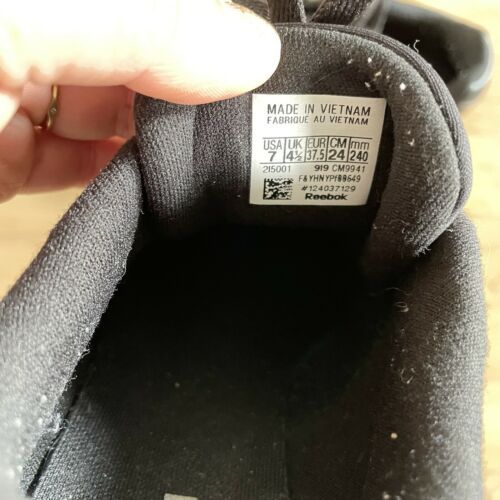 MADE IN VIETNAM
FABRIQUÉ AU VIETNAM
USA UK EUR CM mm
7 4½ 37.5 24 240
215001 919 CM9941
#124037129
Reebok